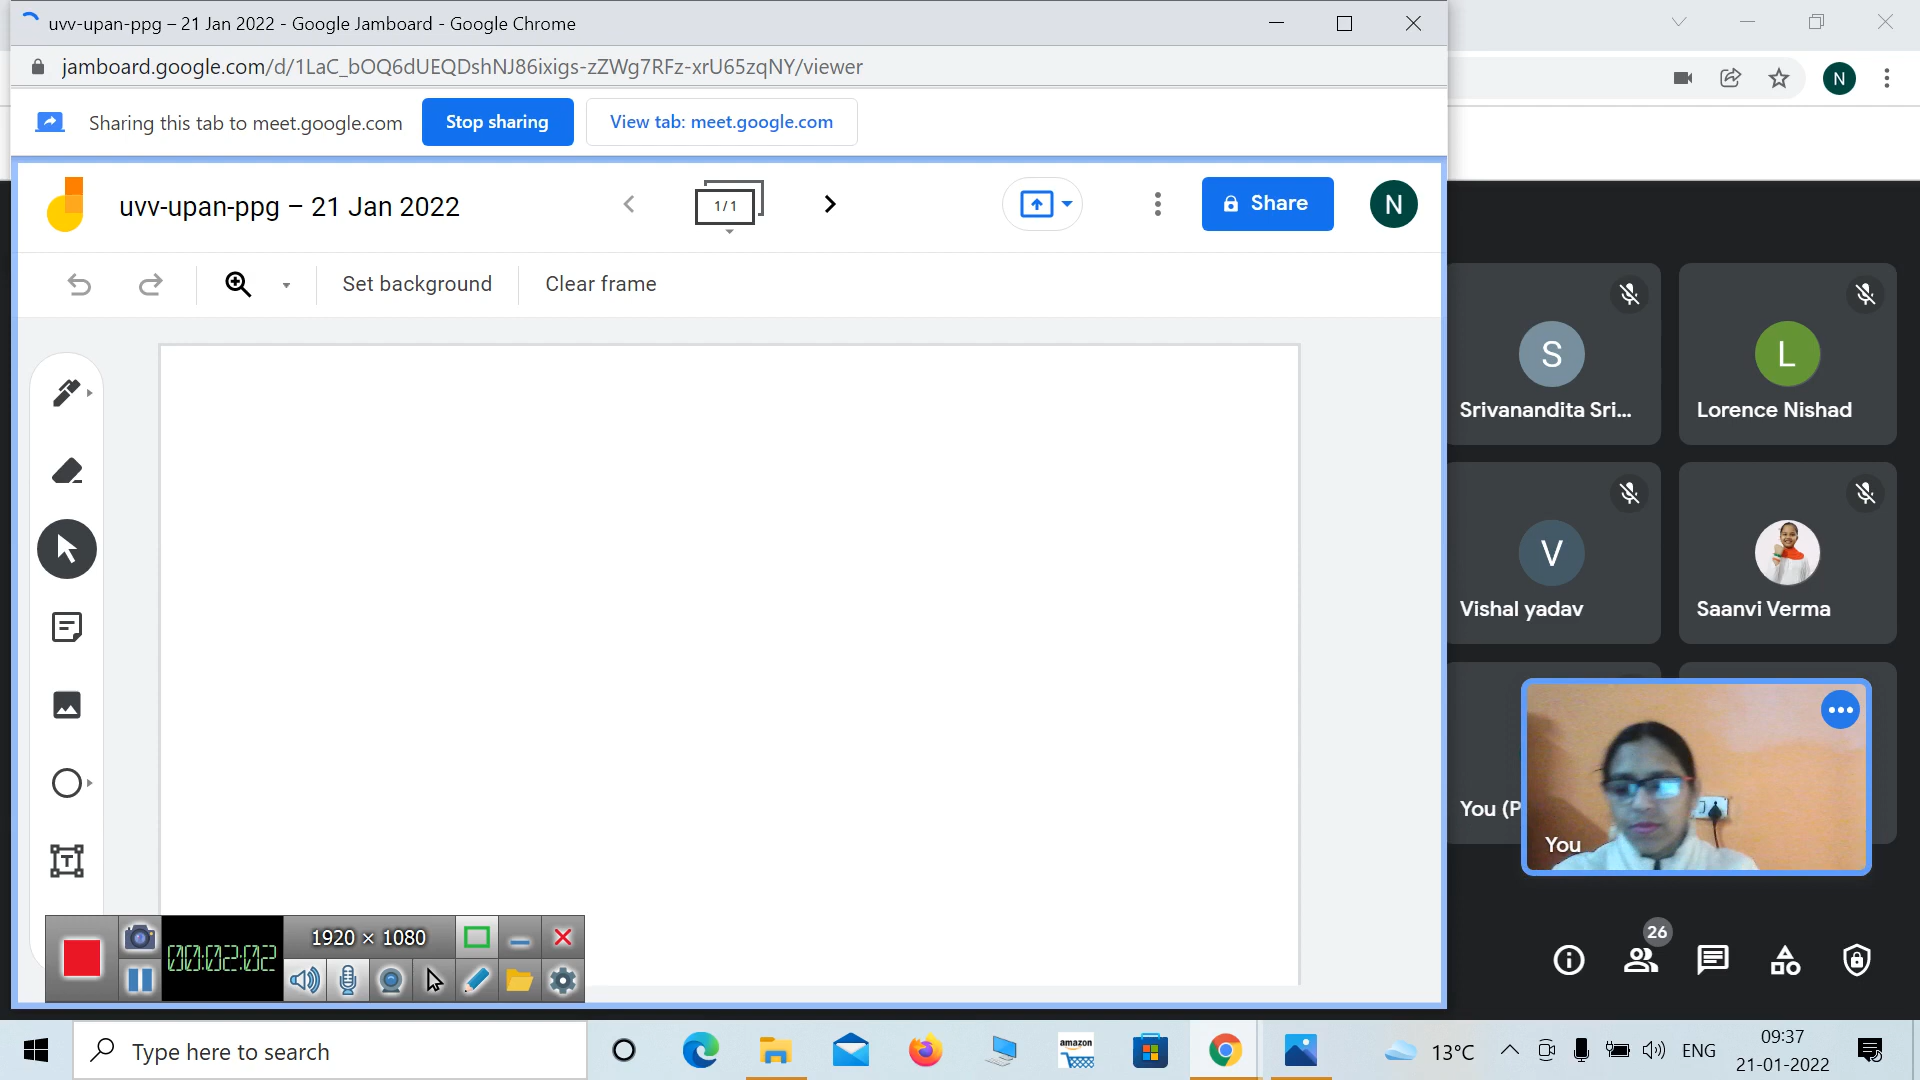 uvv-upan-ppg – 21 Jan 2022 - Google Jamboard - Google Chrome
jamboard.google.com/d/1LaC_bOQ6dUEQDshNJ86ixigs-zZWg7RFz-xrU65zqNY/viewer
N
Sharing this tab to meet.google.com
Stop sharing
View tab: meet.google.com
uvv-upan-ppg – 21 Jan 2022
1/1
Share
N
Set background
Clear frame
S
Srivanandita Sri...
L
Lorence Nishad
V
Vishal yadav
Saanvi Verma
You (P
You
T
00:02:02
1920 × 1080
26
Type here to search
amazon
13°C
ENG
09:37
21-01-2022